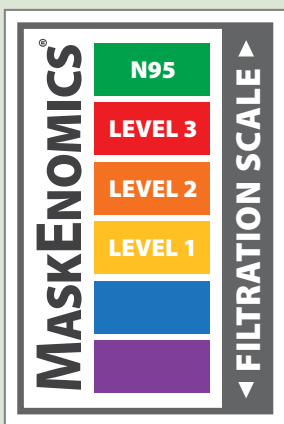 MASKENOMICS®
N95
LEVEL 3
LEVEL 2
LEVEL 1
◄ FILTRATION SCALE ►